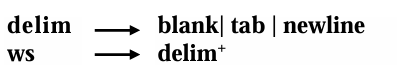 delim ⟶ blank| tab | newline
ws ⟶ delim⁺